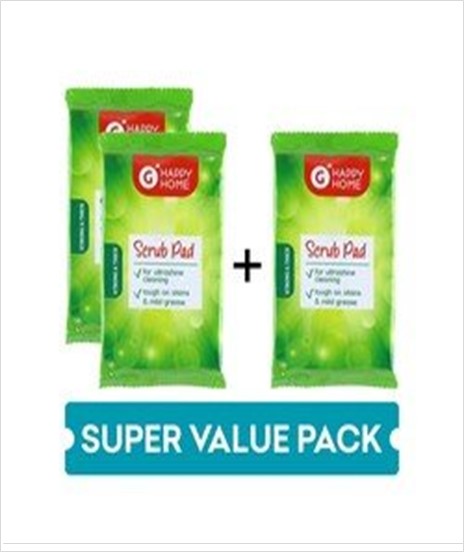 HAPPY
G HAPPY
HOME
Scrub Pad
for ultrashine
cleaning
tough on stains
& mild grease
+
G HAPPY
HOME
Scrub Pad
for ultrashine
cleaning
tough on stains
& mild grease
SUPER VALUE PACK